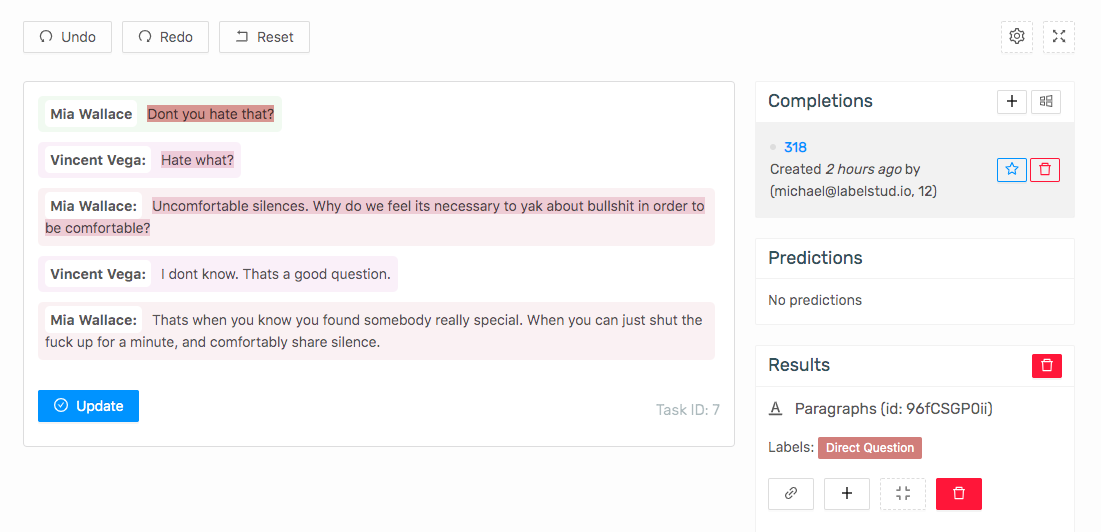 Undo Redo Reset
Mia Wallace Dont you hate that?
Vincent Vega: Hate what?
Mia Wallace: Uncomfortable silences. Why do we feel its necessary to yak about bullshit in order to
be comfortable?
Vincent Vega: I dont know. Thats a good question.
Mia Wallace: Thats when you know you found somebody really special. When you can just shut the
fuck up for a minute, and comfortably share silence.
Update
Task ID: 7
Completions
318
Created 2 hours ago by
(michael@labelstud.io, 12)
Predictions
No predictions
Results
Paragraphs (id: 96fCSGP0ii)
Labels: Direct Question